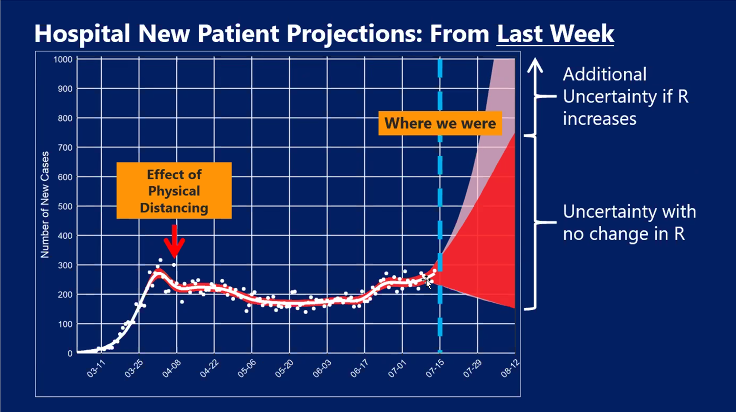 Hospital New Patient Projections: From Last Week
1000
900
800
700
600
500
400
300
200
100
0
Number of New Cases
03-11
03-25
04-08
04-22
05-06
05-20
06-03
06-17
07-01
07-15
07-29
08-12
Effect of
Physical
Distancing
Where we were
Additional
Uncertainty if R
increases
Uncertainty with
no change in R